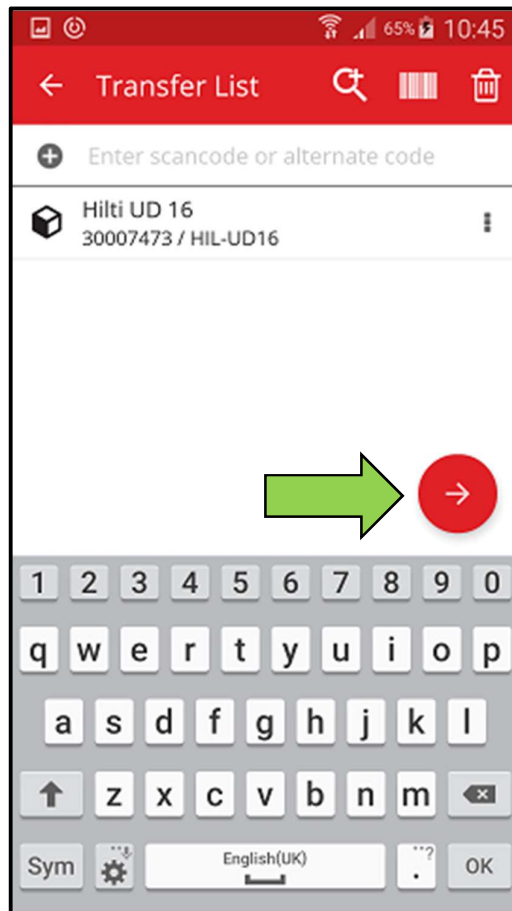 65% 10:45
Transfer List
Enter scancode or alternate code
Hilti UD 16
30007473 / HIL-UD16
1 2 3 4 5 6 7 8 9 0
q w e r t y u i o p
a s d f g h j k l
z x c v b n m
Sym English(UK) . ..? OK